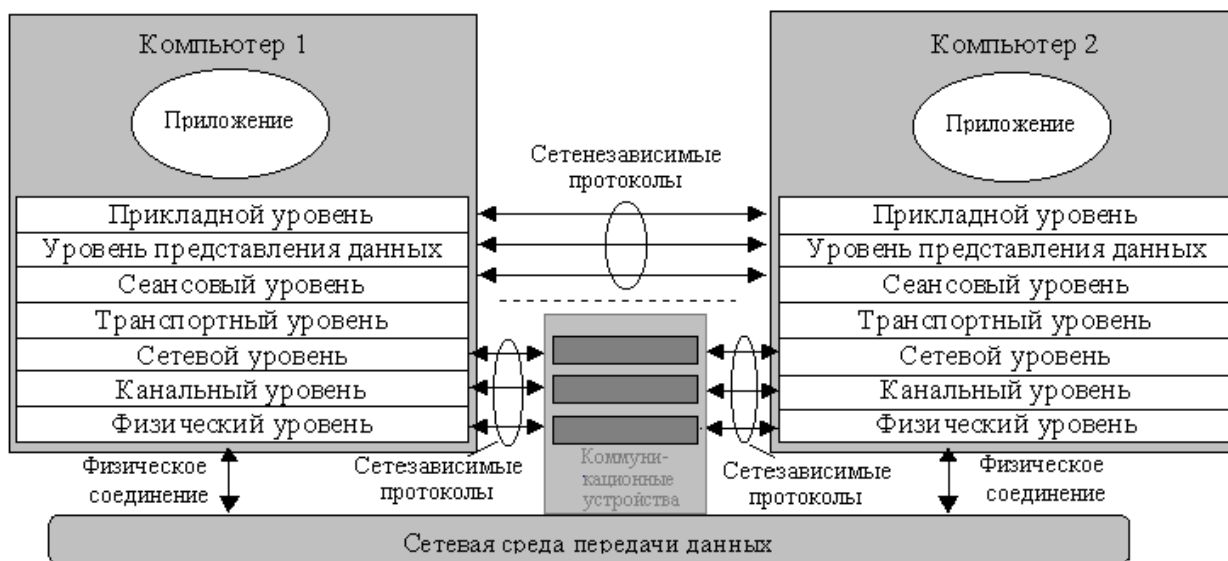 Компьютер 1
Приложение
Прикладной уровень
Уровень представления данных
Сеансовый уровень
Транспортный уровень
Сетевой уровень
Канальный уровень
Физический уровень
Сетенезависимые
протоколы
Компьютер 2
Приложение
Прикладной уровень
Уровень представления данных
Сеансовый уровень
Транспортный уровень
Сетевой уровень
Канальный уровень
Физический уровень
Физическое
соединение
Сетезависимые
протоколы
Коммуни-
кационные
устройства
Сетезависимые
протоколы
Физическое
соединение
Сетевая среда передачи данных